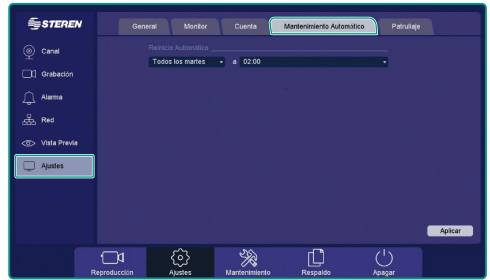 STEREN
General Monitor Cuenta Mantenimiento Automático Patrullaje
Reinicio Automático
Todos los martes a 02:00
Canal
Grabación
Alarma
Red
Vista Previa
Ajustes
Aplicar
Reproducción Ajustes Mantenimiento Respaldo Apagar